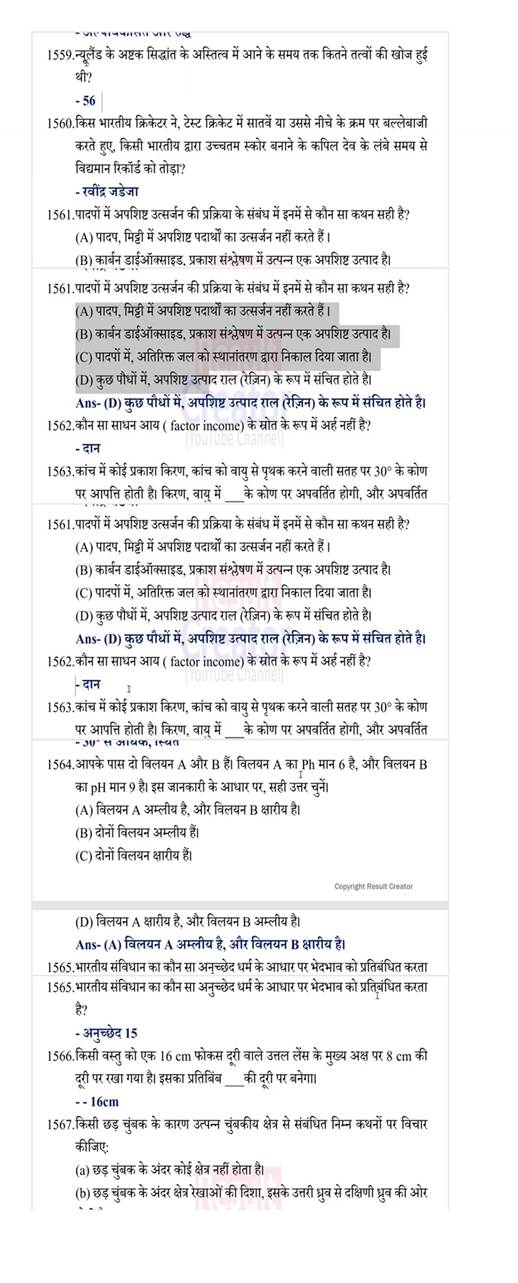 1559.न्यूलैंड के अष्टक सिद्धांत के अस्तित्व में आने के समय तक कितने तत्वों की खोज हुई
थी?
- 56
1560.किस भारतीय क्रिकेटर ने, टेस्ट क्रिकेट में सातवें या उससे नीचे के क्रम पर बल्लेबाजी
करते हुए, किसी भारतीय द्वारा उच्चतम स्कोर बनाने के कपिल देव के लंबे समय से
विद्यमान रिकॉर्ड को तोड़ा?
- रवींद्र जडेजा
1561.पादपों में अपशिष्ट उत्सर्जन की प्रक्रिया के संबंध में इनमें से कौन सा कथन सही है?
(A) पादप, मिट्टी में अपशिष्ट पदार्थों का उत्सर्जन नहीं करते हैं ।
(B) कार्बन डाईऑक्साइड, प्रकाश संश्लेषण में उत्पन्न एक अपशिष्ट उत्पाद है।
1561.पादपों में अपशिष्ट उत्सर्जन की प्रक्रिया के संबंध में इनमें से कौन सा कथन सही है?
(A) पादप, मिट्टी में अपशिष्ट पदार्थों का उत्सर्जन नहीं करते हैं ।
(B) कार्बन डाईऑक्साइड, प्रकाश संश्लेषण में उत्पन्न एक अपशिष्ट उत्पाद है।
(C) पादपों में, अतिरिक्त जल को स्थानांतरण द्वारा निकाल दिया जाता है।
(D) कुछ पौधों में, अपशिष्ट उत्पाद राल (रेज़िन) के रूप में संचित होते है।
Ans- (D) कुछ पौधों में, अपशिष्ट उत्पाद राल (रेज़िन) के रूप में संचित होते है।
1562.कौन सा साधन आय ( factor income) के स्रोत के रूप में अर्ह नहीं है?
(YouTube Channel)
- दान
1563.कांच में कोई प्रकाश किरण, कांच को वायु से पृथक करने वाली सतह पर 30° के कोण
पर आपत्ति होती है। किरण, वायु में ___के कोण पर अपवर्तित होगी, और अपवर्तित
1561.पादपों में अपशिष्ट उत्सर्जन की प्रक्रिया के संबंध में इनमें से कौन सा कथन सही है?
(A) पादप, मिट्टी में अपशिष्ट पदार्थों का उत्सर्जन नहीं करते हैं ।
(B) कार्बन डाईऑक्साइड, प्रकाश संश्लेषण में उत्पन्न एक अपशिष्ट उत्पाद है।
(C) पादपों में, अतिरिक्त जल को स्थानांतरण द्वारा निकाल दिया जाता है।
(D) कुछ पौधों में, अपशिष्ट उत्पाद राल (रेज़िन) के रूप में संचित होते है।
Ans- (D) कुछ पौधों में, अपशिष्ट उत्पाद राल (रेज़िन) के रूप में संचित होते है।
1562.कौन सा साधन आय ( factor income) के स्रोत के रूप में अर्ह नहीं है?
(YouTube Channel)
- दान
1563.कांच में कोई प्रकाश किरण, कांच को वायु से पृथक करने वाली सतह पर 30° के कोण
पर आपत्ति होती है। किरण, वायु में ___के कोण पर अपवर्तित होगी, और अपवर्तित
- 30° से अधिक, स्थित
1564.आपके पास दो विलयन A और B हैं। विलयन A का Ph मान 6 है, और विलयन B
का pH मान 9 है। इस जानकारी के आधार पर, सही उत्तर चुनें।
(A) विलयन A अम्लीय है, और विलयन B क्षारीय है।
(B) दोनों विलयन अम्लीय हैं।
(C) दोनों विलयन क्षारीय हैं।
Copyright Result Creator
(D) विलयन A क्षारीय है, और विलयन B अम्लीय है।
Ans- (A) विलयन A अम्लीय है, और विलयन B क्षारीय है।
1565.भारतीय संविधान का कौन सा अनुच्छेद धर्म के आधार पर भेदभाव को प्रतिबंधित करता
1565.भारतीय संविधान का कौन सा अनुच्छेद धर्म के आधार पर भेदभाव को प्रतिबंधित करता
है?
- अनुच्छेद 15
1566.किसी वस्तु को एक 16 cm फोकस दूरी वाले उत्तल लेंस के मुख्य अक्ष पर 8 cm की
दूरी पर रखा गया है। इसका प्रतिबिंब ___की दूरी पर बनेगा।
- - 16cm
1567.किसी छड़ चुंबक के कारण उत्पन्न चुंबकीय क्षेत्र से संबंधित निम्न कथनों पर विचार
कीजिए:
(a) छड़ चुंबक के अंदर कोई क्षेत्र नहीं होता है।
(b) छड़ चुंबक के अंदर क्षेत्र रेखाओं की दिशा, इसके उत्तरी ध्रुव से दक्षिणी ध्रुव की ओर